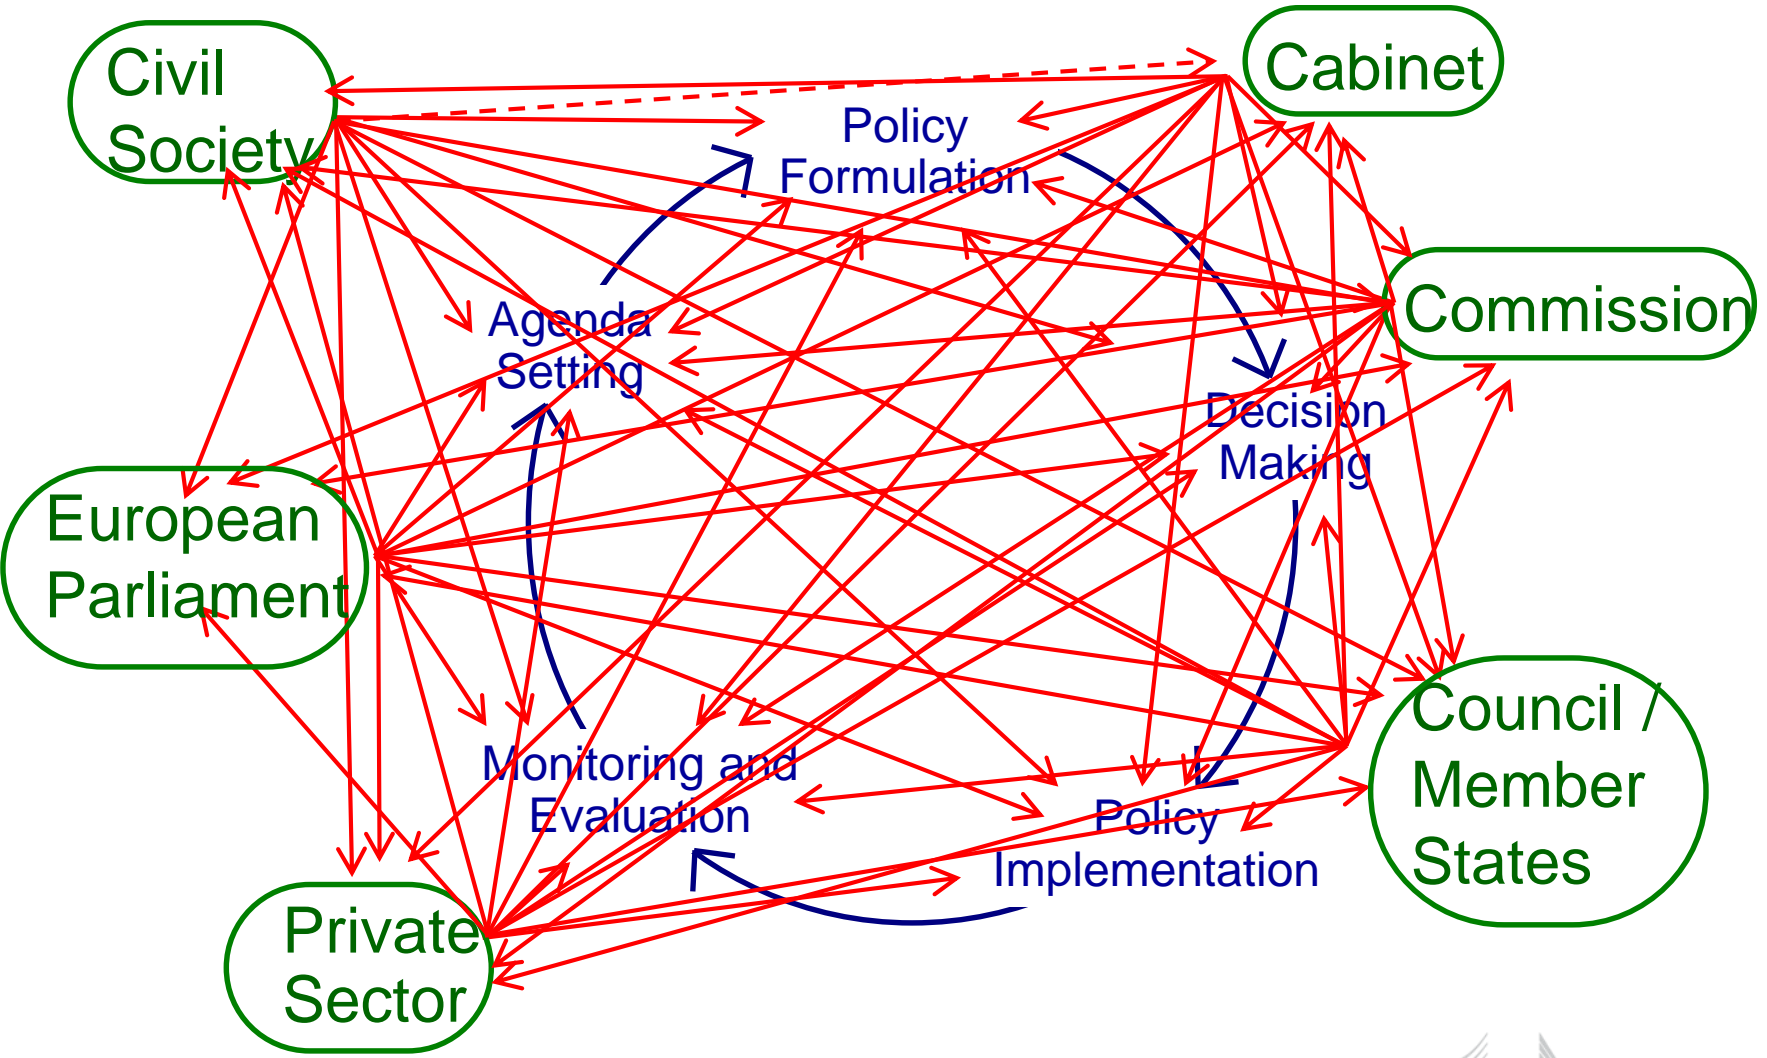 Civil
Society
Cabinet
Policy
Formulation
Commission
Agenda
Setting
Decision
Making
European
Parliament
Council /
Member
States
Monitoring and
Evaluation
Policy
Implementation
Private
Sector